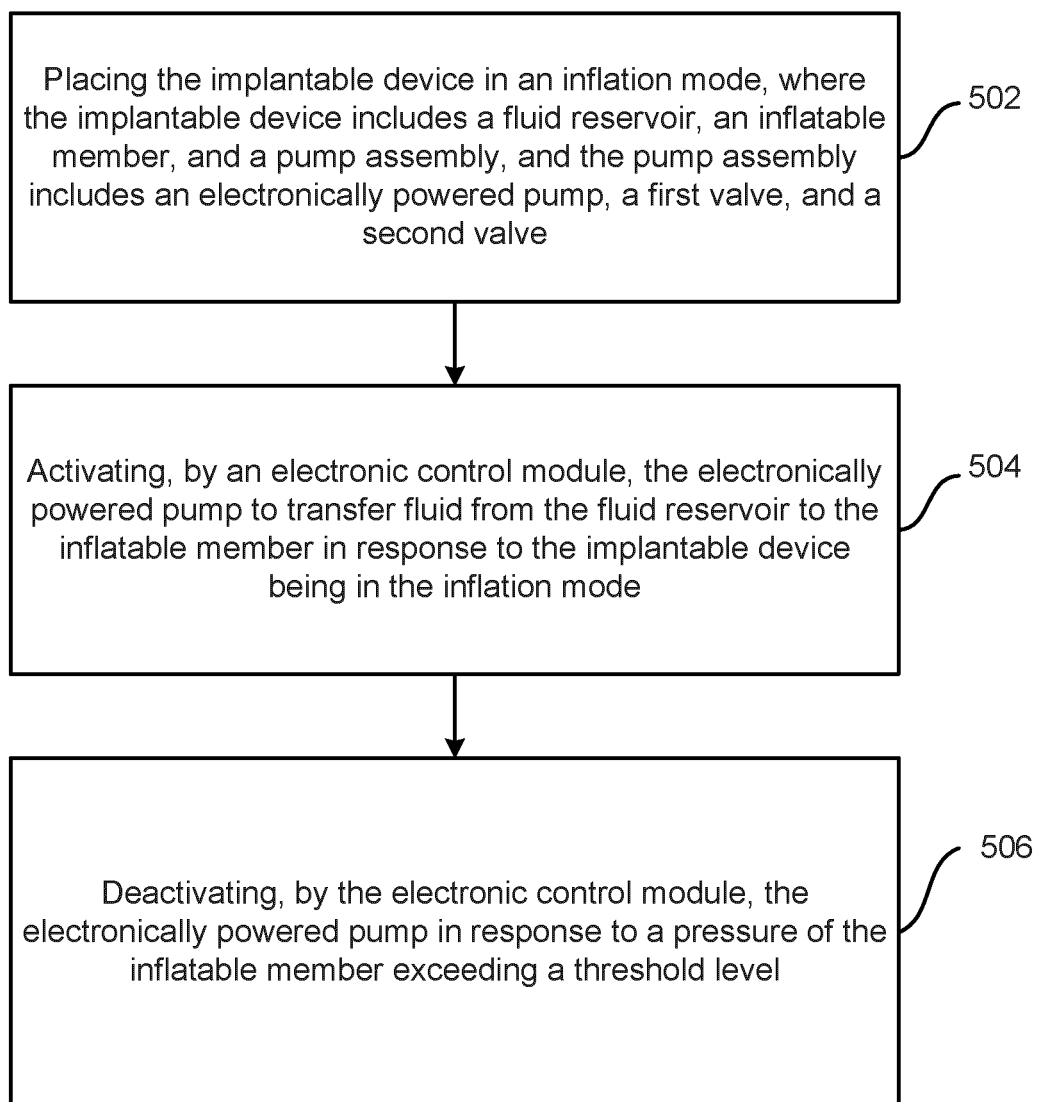 Placing the implantable device in an inflation mode, where
the implantable device includes a fluid reservoir, an inflatable
member, and a pump assembly, and the pump assembly
includes an electronically powered pump, a first valve, and a
second valve
502
Activating, by an electronic control module, the electronically
powered pump to transfer fluid from the fluid reservoir to the
inflatable member in response to the implantable device
being in the inflation mode
504
Deactivating, by the electronic control module, the
electronically powered pump in response to a pressure of the
inflatable member exceeding a threshold level
506